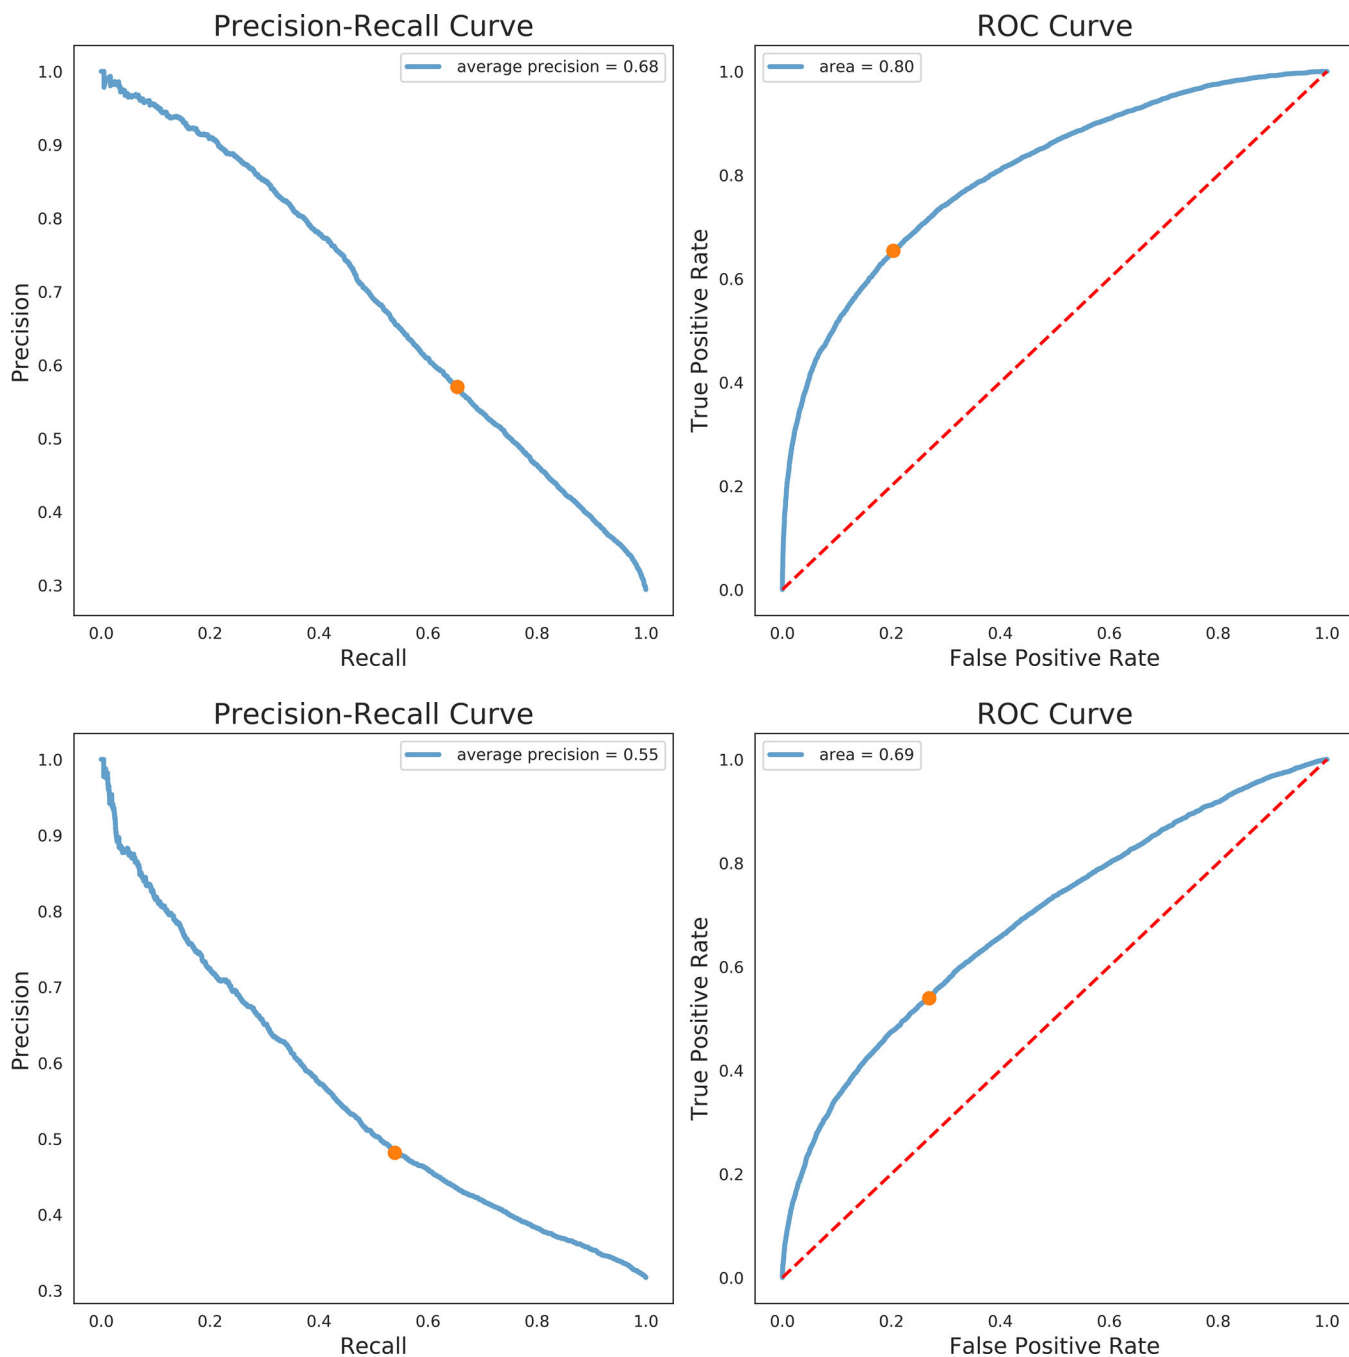 Precision-Recall Curve
average precision = 0.68
1.0
0.9
0.8
0.7
0.6
0.5
0.4
0.3
Precision
0.0 0.2 0.4 0.6 0.8 1.0
Recall
ROC Curve
area = 0.80
1.0
0.8
0.6
0.4
0.2
0.0
True Positive Rate
0.0 0.2 0.4 0.6 0.8 1.0
False Positive Rate
Precision-Recall Curve
average precision = 0.55
1.0
0.9
0.8
0.7
0.6
0.5
0.4
0.3
Precision
0.0 0.2 0.4 0.6 0.8 1.0
Recall
ROC Curve
area = 0.69
1.0
0.8
0.6
0.4
0.2
0.0
True Positive Rate
0.0 0.2 0.4 0.6 0.8 1.0
False Positive Rate